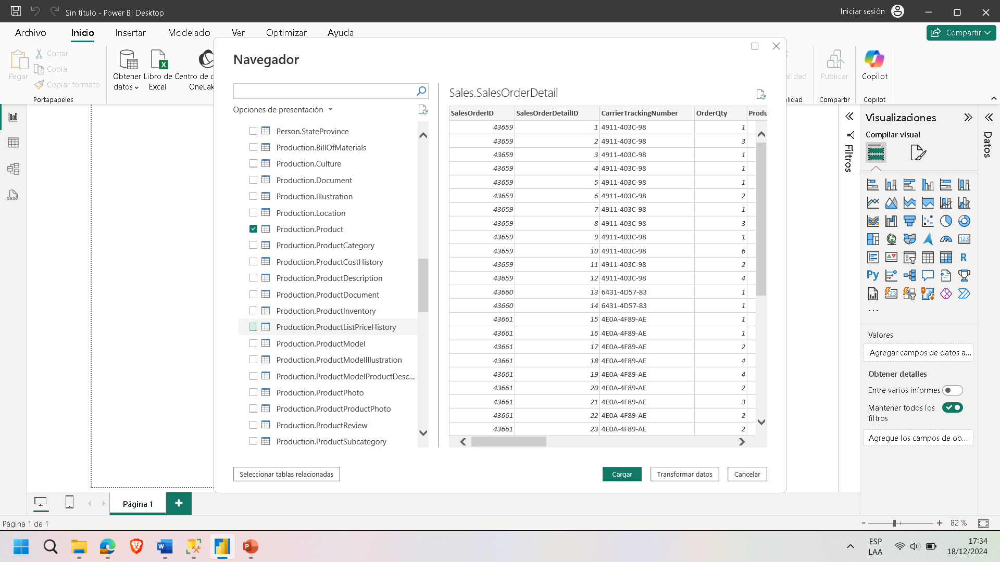 Sin título - Power BI Desktop
Iniciar sesión
Archivo
Inicio
Insertar
Modelado
Ver
Optimizar
Ayuda
Compartir
Pegar
Cortar
Copia
Copiar formato
Portapapeles
Obtener datos
Libro de Excel
Centro de
OneLak
alidad
lidad
Publicar
Compartir
Copilot
Copilot
Navegador
Opciones de presentación
Person.StateProvince
Production.BillOfMaterials
Production.Culture
Production.Document
Production.Illustration
Production.Location
Production.Product
Production.ProductCategory
Production.ProductCostHistory
Production.ProductDescription
Production.ProductDocument
Production.ProductInventory
Production.ProductListPriceHistory
Production.ProductModel
Production.ProductModelIllustration
Production.ProductModelProductDesc...
Production.ProductPhoto
Production.ProductProductPhoto
Production.ProductReview
Production.ProductSubcategory
Seleccionar tablas relacionadas
Sales.SalesOrderDetail
SalesOrderID SalesOrderDetailID CarrierTrackingNumber OrderQty Produ
43659 1 4911-403C-98 1
43659 2 4911-403C-98 3
43659 3 4911-403C-98 1
43659 4 4911-403C-98 1
43659 5 4911-403C-98 1
43659 6 4911-403C-98 2
43659 7 4911-403C-98 1
43659 8 4911-403C-98 3
43659 9 4911-403C-98 1
43659 10 4911-403C-98 6
43659 11 4911-403C-98 2
43659 12 4911-403C-98 4
43660 13 6431-4D57-83 1
43660 14 6431-4D57-83 1
43661 15 4E0A-4F89-AE 1
43661 16 4E0A-4F89-AE 1
43661 17 4E0A-4F89-AE 2
43661 18 4E0A-4F89-AE 4
43661 19 4E0A-4F89-AE 4
43661 20 4E0A-4F89-AE 2
43661 21 4E0A-4F89-AE 3
43661 22 4E0A-4F89-AE 2
43661 23 4E0A-4F89-AE 2
Cargar
Transformar datos
Cancelar
Filtros
Visualizaciones
Compilar visual
Datos
123
R
Py
123
...
Valores
Agregar campos de datos a...
Obtener detalles
Entre varios informes
Mantener todos los
filtros
Agregue los campos de ob...
DAX
Página 1
Página 1 de 1
82 %
ESP
LAA
17:34
18/12/2024